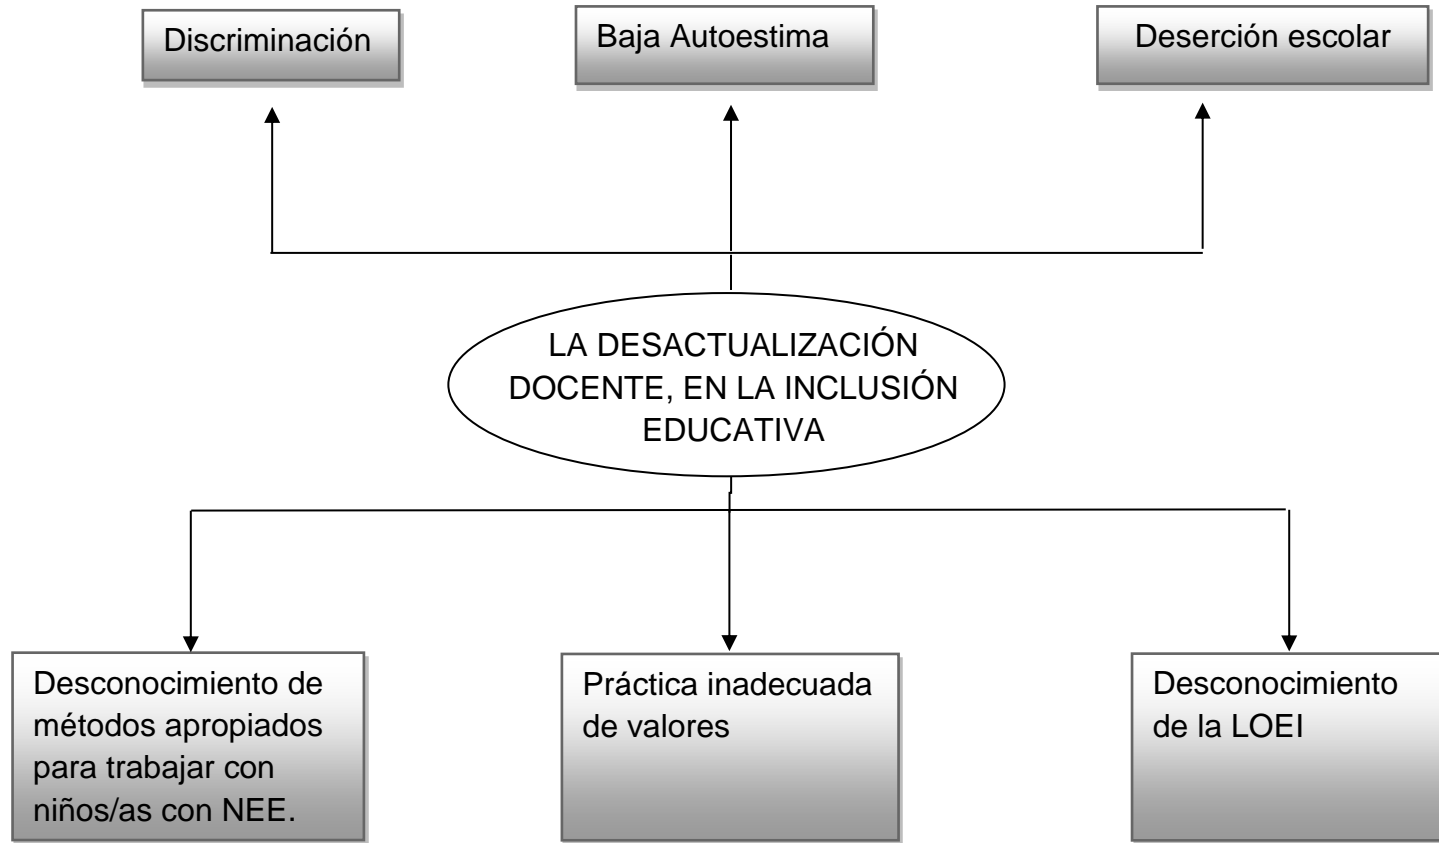 Discriminación
Baja Autoestima
Deserción escolar
LA DESACTUALIZACIÓN
DOCENTE, EN LA INCLUSIÓN
EDUCATIVA
Desconocimiento de
métodos apropiados
para trabajar con
niños/as con NEE.
Práctica inadecuada
de valores
Desconocimiento
de la LOEI